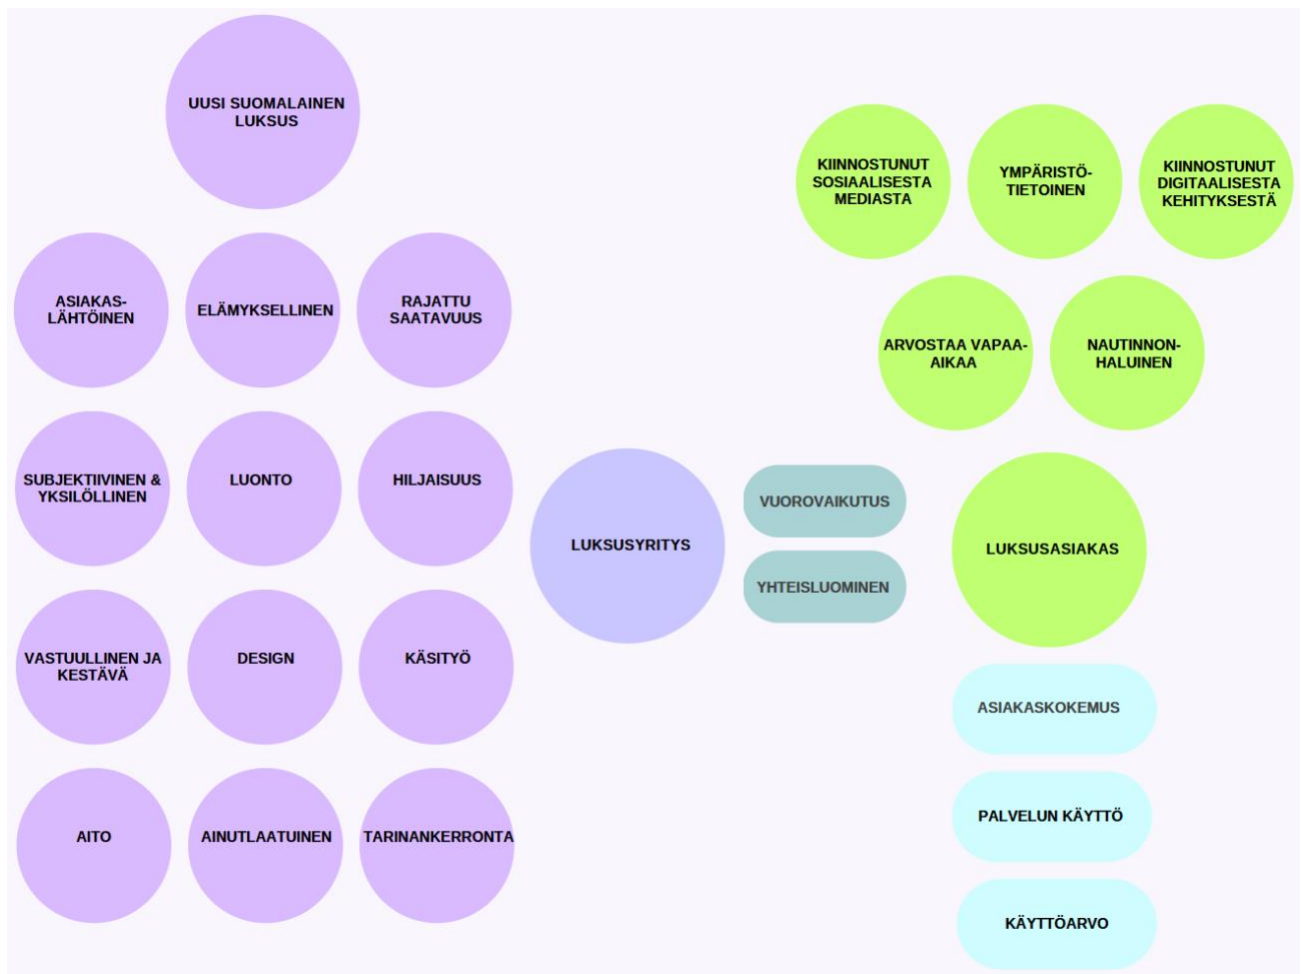 UUSI SUOMALAINEN
LUKSUS
ASIAKAS-
LÄHTÖINEN
ELÄMYKSELLINEN
RAJATTU
SAATAVUUS
SUBJEKTIIVINEN &
YKSILÖLLINEN
LUONTO
HILJAISUUS
VASTUULLINEN JA
KESTÄVÄ
DESIGN
KÄSITYÖ
AITO
AINUTLAATUINEN
TARINANKERRONTA
LUKSUSYRITYS
VUOROVAIKUTUS
YHTEISLUOMINEN
KIINNOSTUNUT
SOSIAALISESTA
MEDIASTA
YMPÄRISTÖ-
TIETOINEN
KIINNOSTUNUT
DIGITAALISESTA
KEHITYKSESTÄ
ARVOSTAA VAPAA-
AIKAA
NAUTINNON-
HALUINEN
LUKSUSASIAKAS
ASIAKASKOKEMUS
PALVELUN KÄYTTÖ
KÄYTTÖARVO